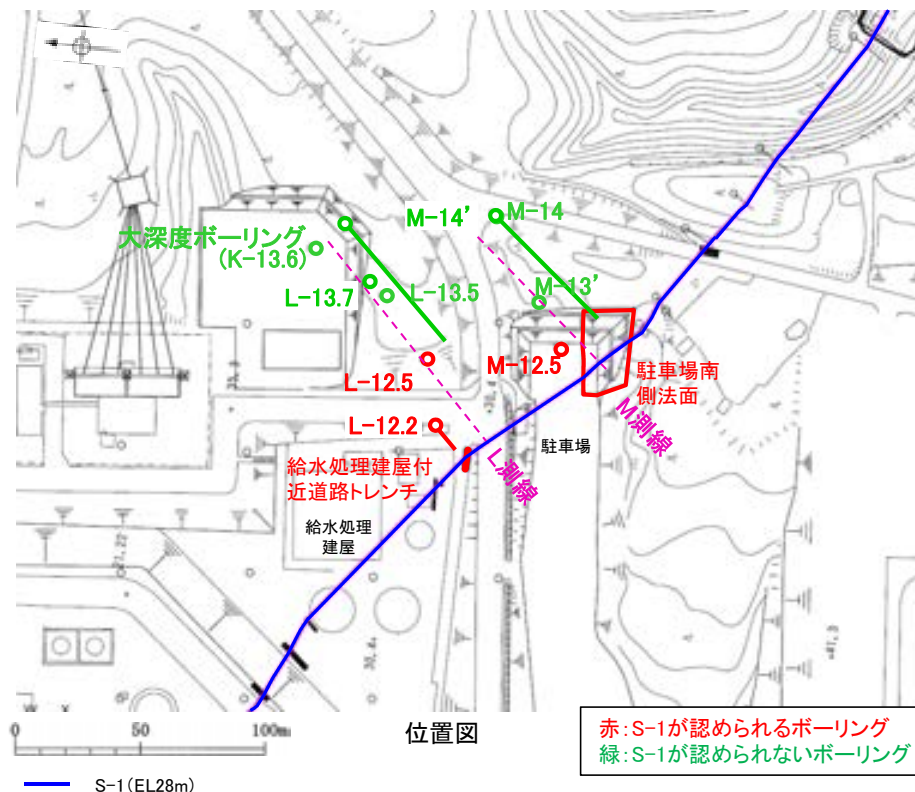 M-14'
M-14
大深度ボーリング
(K-13.6)
M-13'
L-13.7
L-13.5
L-12.5
M-12.5
駐車場南
側法面
L-12.2
M測線
駐車場
L測線
給水処理建屋付
近道路トレンチ
給水処理
建屋
0 50 100m
位置図
赤:S-1が認められるボーリング
緑:S-1が認められないボーリング
S-1(EL28m)